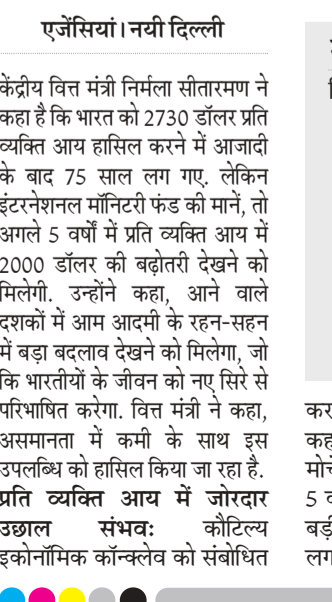 एजेंसियां। नयी दिल्ली
केंद्रीय वित्त मंत्री निर्मला सीतारमण ने
कहा है कि भारत को 2730 डॉलर प्रति
व्यक्ति आय हासिल करने में आजादी
के बाद 75 साल लग गए. लेकिन
इंटरनेशनल मॉनिटरी फंड की मानें, तो
अगले 5 वर्षों में प्रति व्यक्ति आय में
2000 डॉलर की बढ़ोतरी देखने को
मिलेगी. उन्होंने कहा, आने वाले
दशकों में आम आदमी के रहन-सहन
में बड़ा बदलाव देखने को मिलेगा, जो
कि भारतीयों के जीवन को नए सिरे से
परिभाषित करेगा. वित्त मंत्री ने कहा,
असमानता में कमी के साथ इस
उपलब्धि को हासिल किया जा रहा है.
प्रति व्यक्ति आय में जोरदार
उछाल संभव: कौटिल्य
इकोनॉमिक कॉन्क्लेव को संबोधित
कर
कह
5
बड़
लग